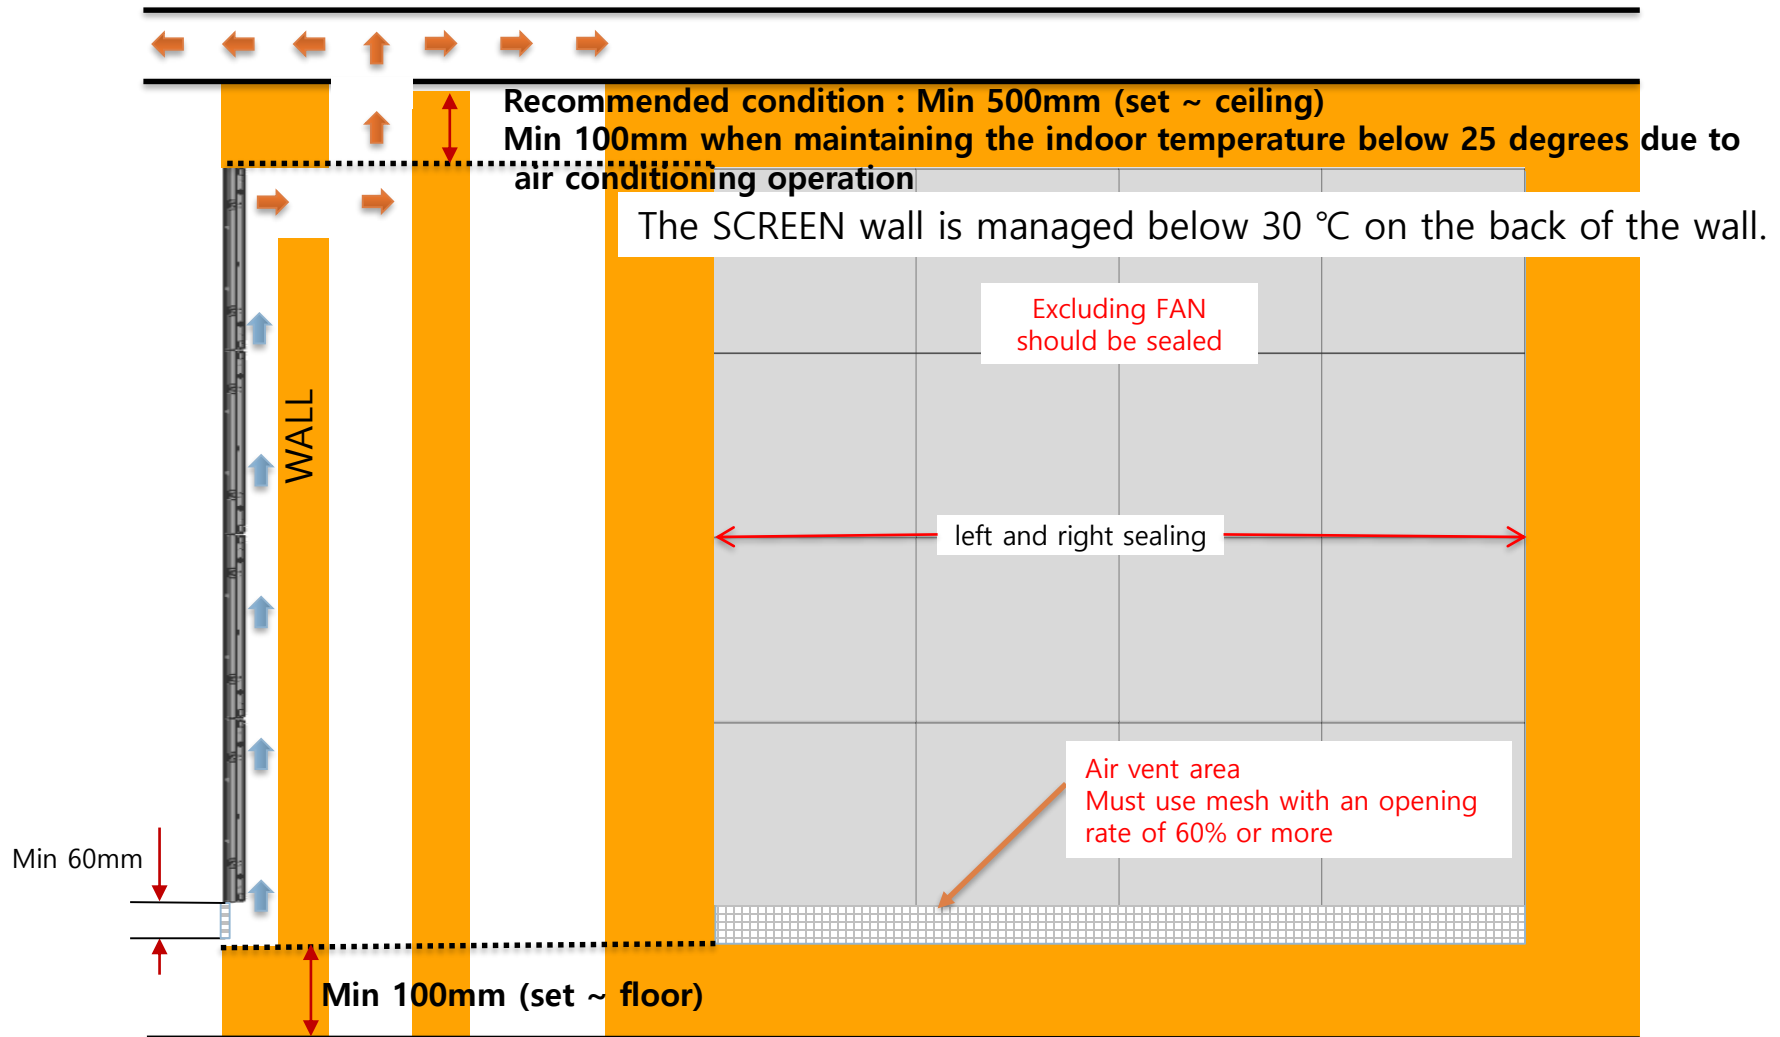 Recommended condition : Min 500mm (set ~ ceiling)
Min 100mm when maintaining the indoor temperature below 25 degrees due to
air conditioning operation
The SCREEN wall is managed below 30 ℃ on the back of the wall.
Excluding FAN
should be sealed
WALL
left and right sealing
Air vent area
Must use mesh with an opening
rate of 60% or more
Min 60mm
Min 100mm (set ~ floor)